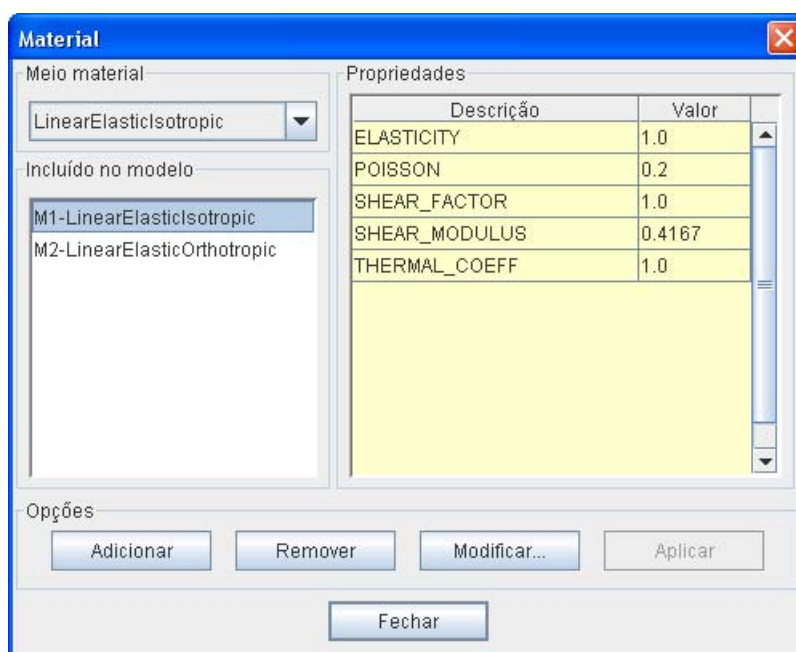 Material
Meio material
LinearElasticIsotropic
Incluído no modelo
M1-LinearElasticIsotropic
M2-LinearElasticOrthotropic
Propriedades
Descrição Valor
ELASTICITY 1.0
POISSON 0.2
SHEAR_FACTOR 1.0
SHEAR_MODULUS 0.4167
THERMAL_COEFF 1.0
Opções
Adicionar Remover Modificar... Aplicar
Fechar